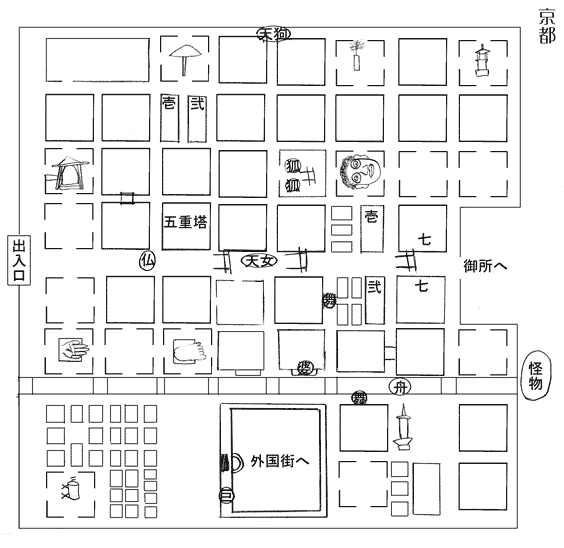 京都
天狗
壱
弐
狐
狐
五重塔
壱
七
出入口
仏
天女
御所へ
弐
七
舞
婆
舟
怪物
舞
外国街へ